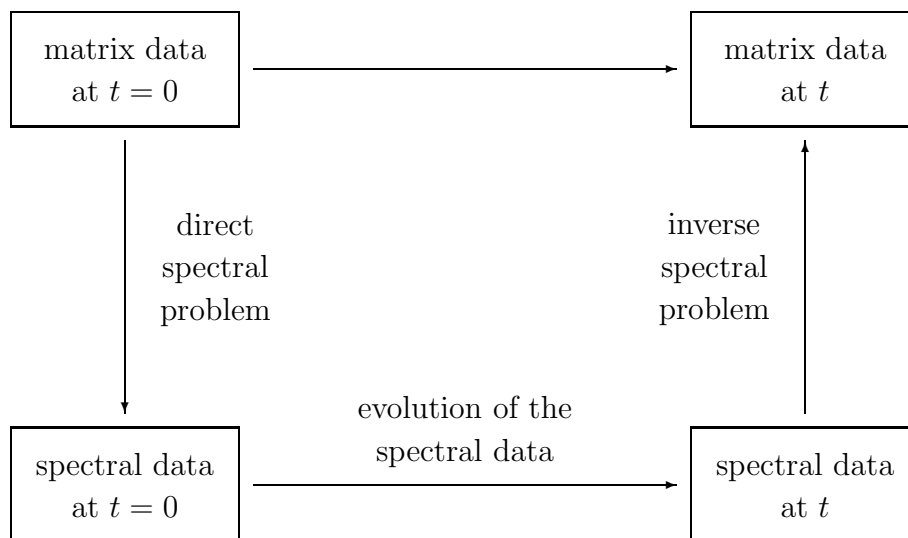 matrix data
at t = 0
matrix data
at t
direct
spectral
problem
inverse
spectral
problem
evolution of the
spectral data
spectral data
at t = 0
spectral data
at t